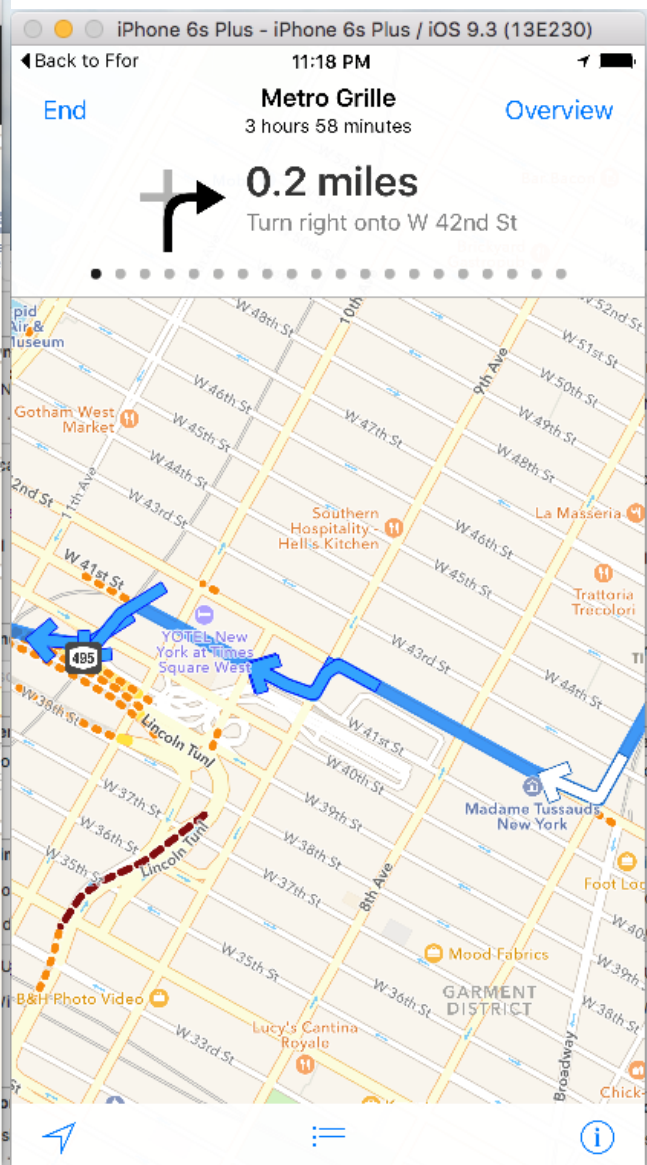 iPhone 6s Plus - iPhone 6s Plus / iOS 9.3 (13E230)
Back to Ffor
11:18 PM
End
Metro Grille
Overview
3 hours 58 minutes
0.2 miles
Turn right onto W 42nd St
W 52nd St
pid
Air &
Museum
W 48th St
10th Ave
W 51st St
9th Ave
W 50th St
W 46th St
Gotham West
Market
W 45th St
W 47th St
W 49th St
W 44th St
W 48th St
11th Ave
2nd St
W 43rd St
Southern
Hospitality -
Hell's Kitchen
La Masseria
W 46th St
W 41st St
W 45th St
Trattoria
Trecolori
YOTEL New
York at Times
Square West
W 43rd St
495
W 44th St
W 38th St
Lincoln Tunl
W 41st St
W 40th St
W 37th St
W 39th St
Madame Tussauds
New York
W 36th St
Lincoln Tunl
W 38th St
W 35th St
W 37th St
8th Ave
Foot Loc
W 40
Mood Fabrics
W 35th St
W 39th
B&H Photo Video
W 36th St
GARMENT
DISTRICT
W 38th St
Lucy's Cantina
Royale
W 33rd St
Broadway
Chick-